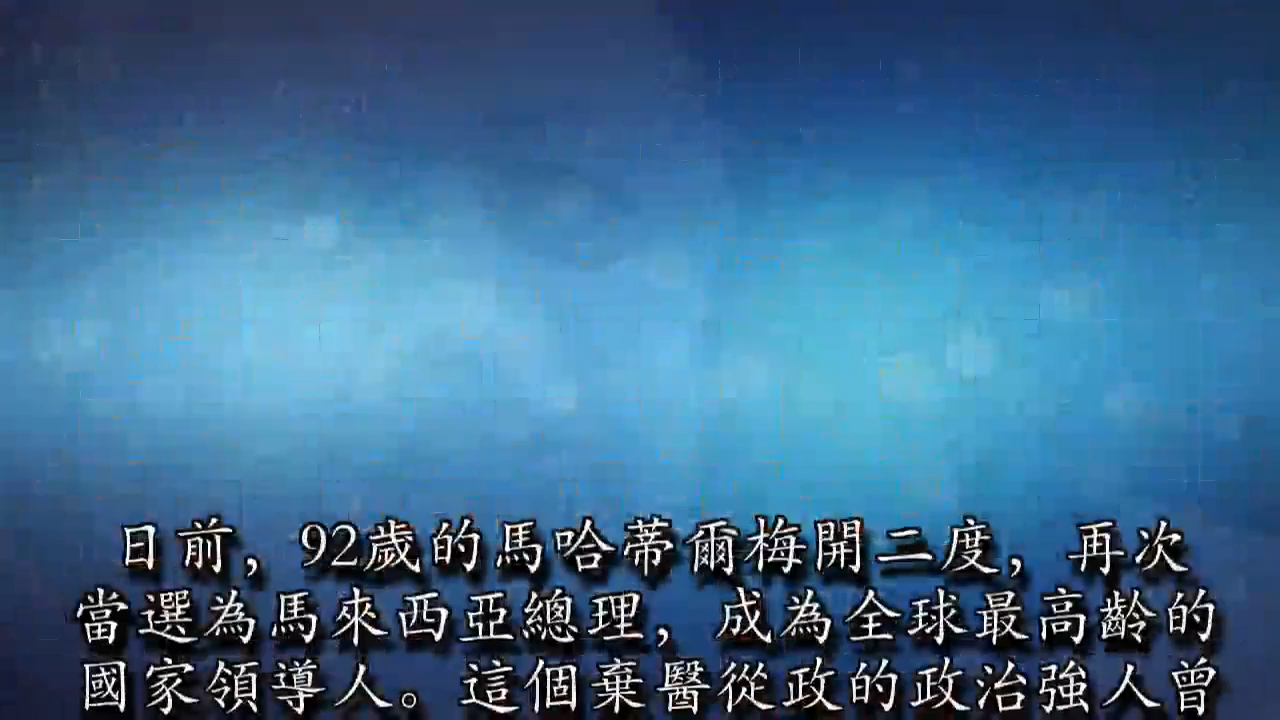 日前，92歲的馬哈蒂爾梅開二度，再次
當選為馬來西亞總理，成為全球最高齡的
國家領導人。這個棄醫從政的政治強人曾